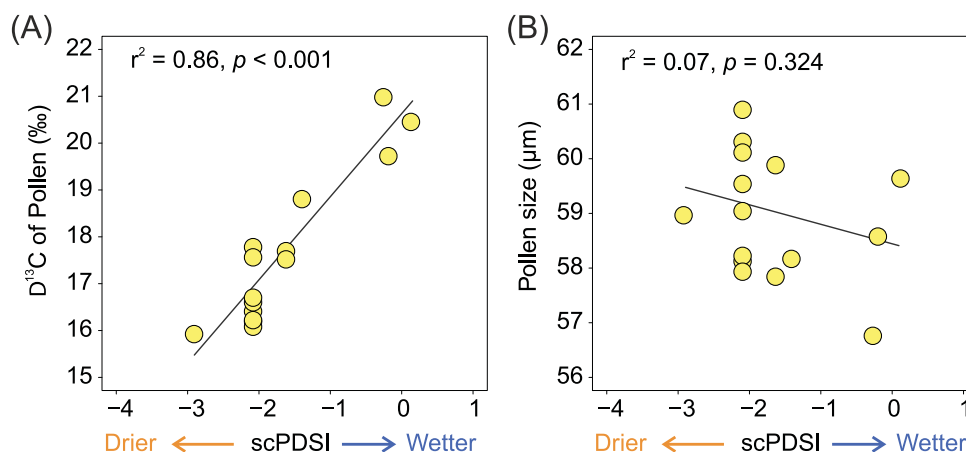 (A)
r² = 0.86, p < 0.001
D¹³C of Pollen (‰)
22
21
20
19
18
17
16
15
−4 −3 −2 −1 0 1
Drier scPDSI Wetter
(B)
r² = 0.07, p = 0.324
Pollen size (µm)
62
61
60
59
58
57
56
−4 −3 −2 −1 0 1
Drier scPDSI Wetter